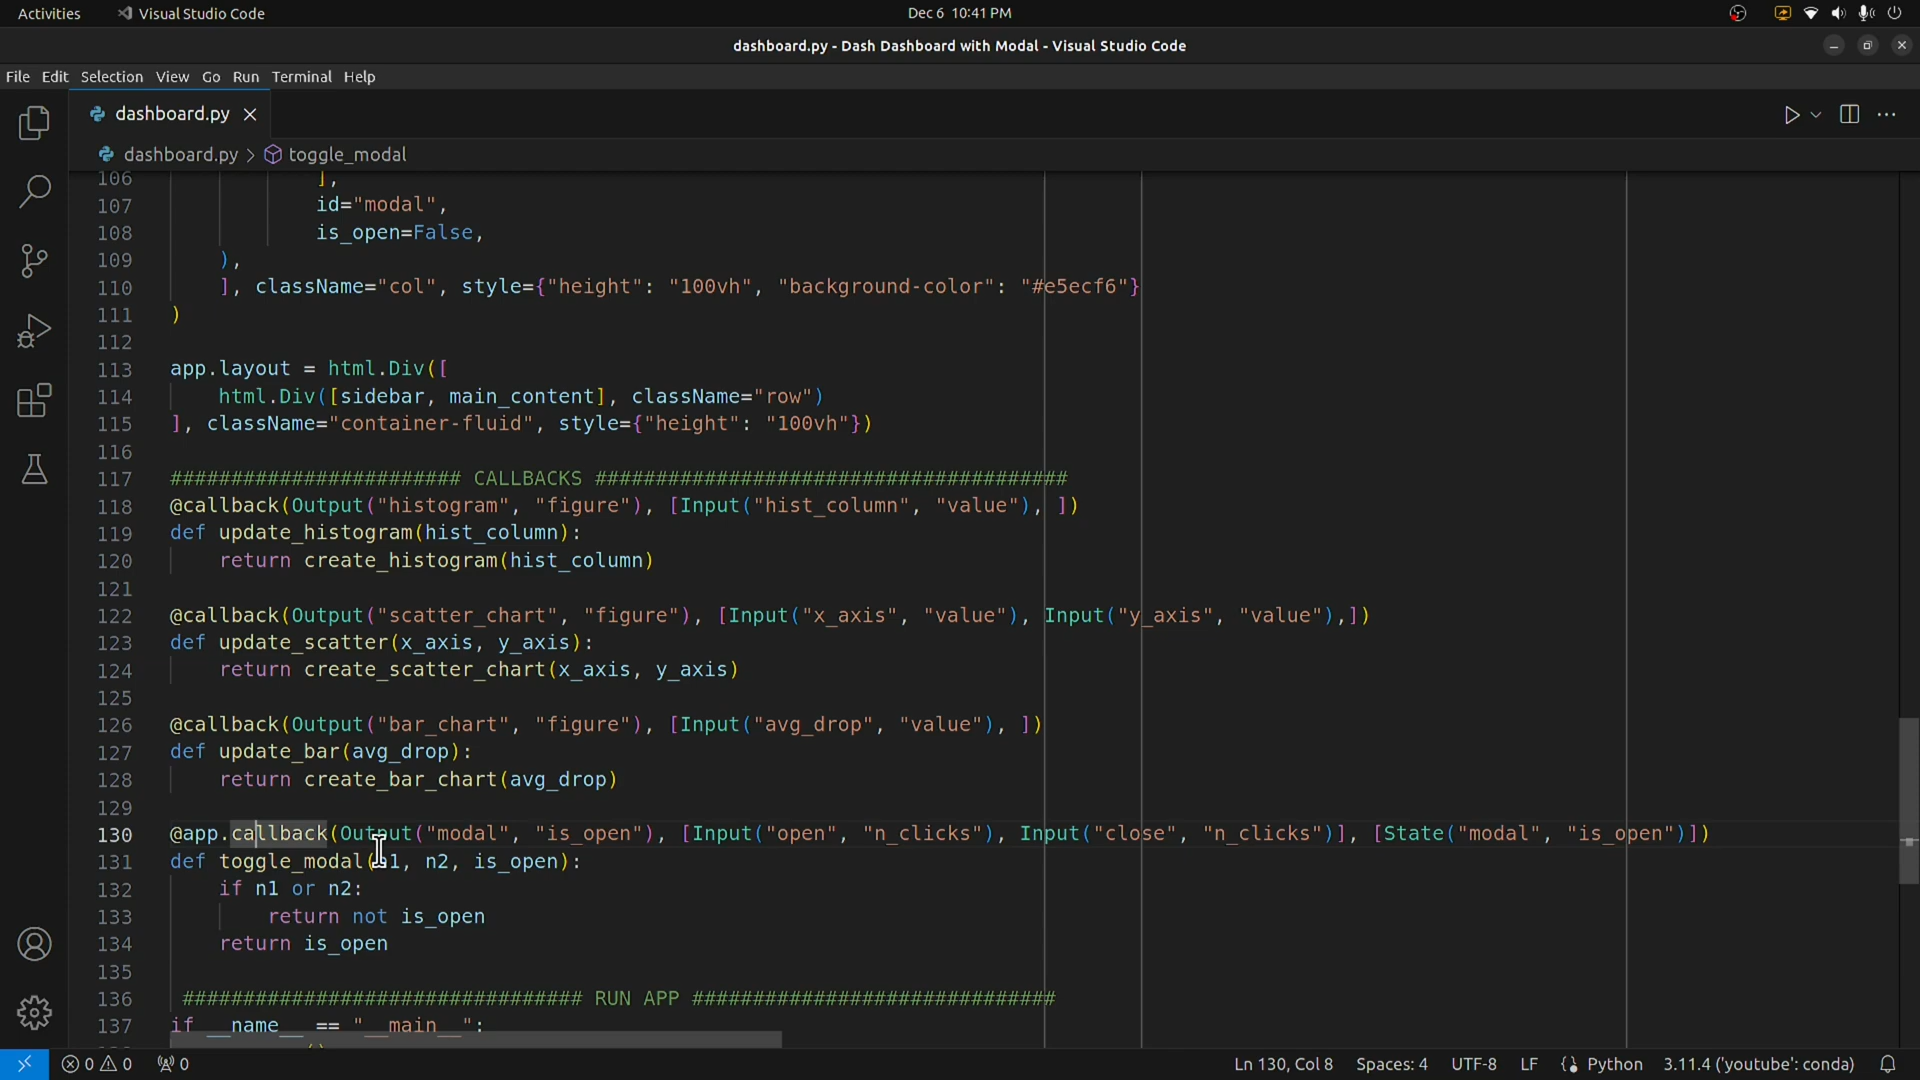 Activities Visual Studio Code Dec 6 10:41 PM
dashboard.py - Dash Dashboard with Modal - Visual Studio Code
File Edit Selection View Go Run Terminal Help
dashboard.py
dashboard.py > toggle_modal
106 ],
107 id="modal",
108 is_open=False,
109 ),
110 ], className="col", style={"height": "100vh", "background-color": "#e5ecf6"}
111 )
112
113 app.layout = html.Div([
114 html.Div([sidebar, main_content], className="row")
115 ], className="container-fluid", style={"height": "100vh"})
116
117 ######################## CALLBACKS #######################################
118 @callback(Output("histogram", "figure"), [Input("hist_column", "value"), ])
119 def update_histogram(hist_column):
120 return create_histogram(hist_column)
121
122 @callback(Output("scatter_chart", "figure"), [Input("x_axis", "value"), Input("y_axis", "value"),])
123 def update_scatter(x_axis, y_axis):
124 return create_scatter_chart(x_axis, y_axis)
125
126 @callback(Output("bar_chart", "figure"), [Input("avg_drop", "value"), ])
127 def update_bar(avg_drop):
128 return create_bar_chart(avg_drop)
129
130 @app.callback(Output("modal", "is_open"), [Input("open", "n_clicks"), Input("close", "n_clicks")], [State("modal", "is_open")])
131 def toggle_modal(n1, n2, is_open):
132 if n1 or n2:
133 return not is_open
134 return is_open
135
136 ################################# RUN APP ##############################
137 if __name__ == "__main__":
0 0 0 Ln 130, Col 8 Spaces: 4 UTF-8 LF Python 3.11.4 ('youtube': conda)